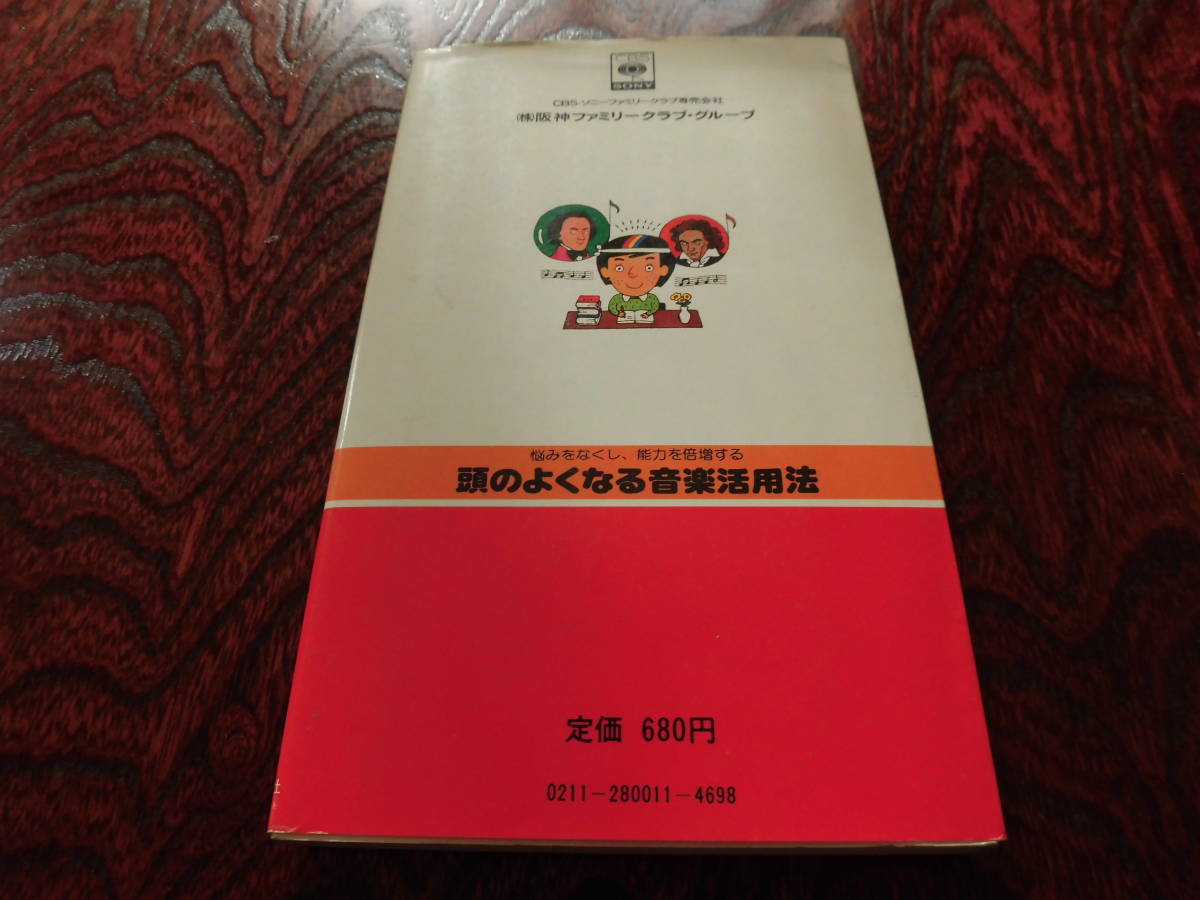 CBS
SONY
CBS・ソニーファミリークラブ専売会社
㈱阪神ファミリークラブ・グループ
悩みをなくし、能力を倍増する
頭のよくなる音楽活用法
定価 680円
0211－280011－4698